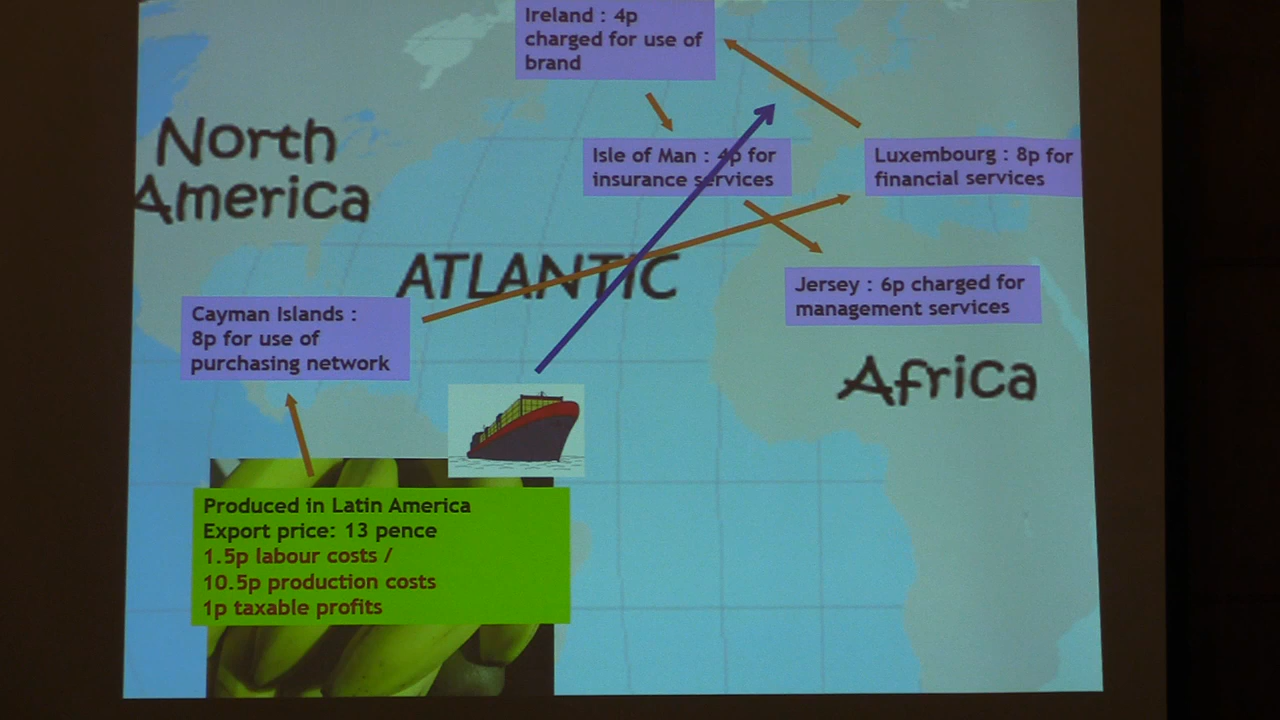 Ireland : 4p
charged for use of
brand
North
America
Isle of Man : 4p for
insurance services
Luxembourg : 8p for
financial services
ATLANTIC
Jersey : 6p charged for
management services
Cayman Islands :
8p for use of
purchasing network
Africa
Produced in Latin America
Export price: 13 pence
1.5p labour costs /
10.5p production costs
1p taxable profits